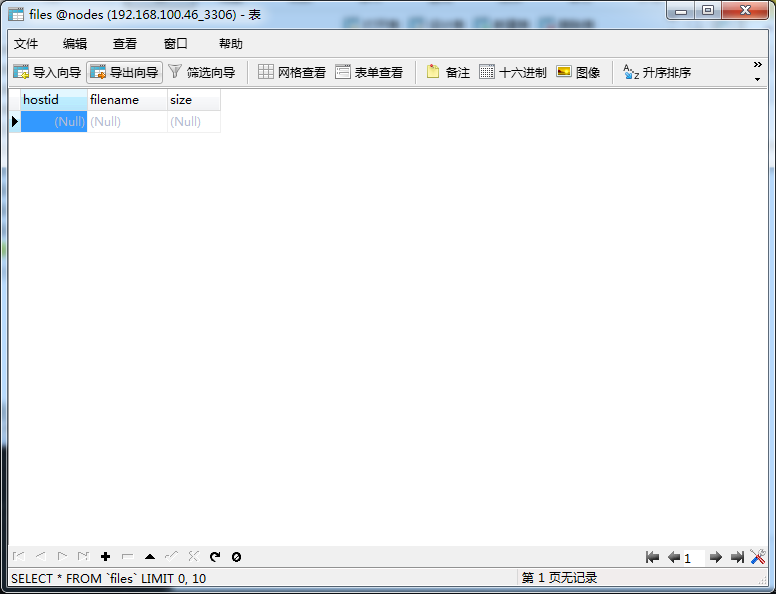 files @nodes (192.168.100.46_3306) - 表
文件 编辑 查看 窗口 帮助
导入向导 导出向导 筛选向导 网格查看 表单查看 备注 十六进制 图像 升序排序
hostid filename size
(Null) (Null) (Null)
1
SELECT * FROM `files` LIMIT 0, 10 第 1 页无记录